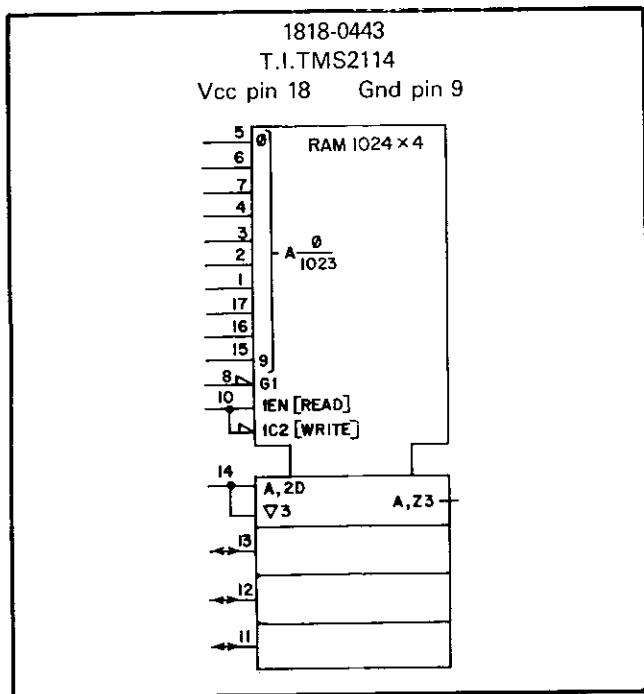 1818-0443
T.I.TMS2114
Vcc pin 18 Gnd pin 9
5 Ø RAM 1024×4
6
7
4
3
2 A Ø/1023
1
17
16
15 9
8 G1
10 1EN [READ]
1C2 [WRITE]
14 A,2D A,Z3
▽3
13
12
11